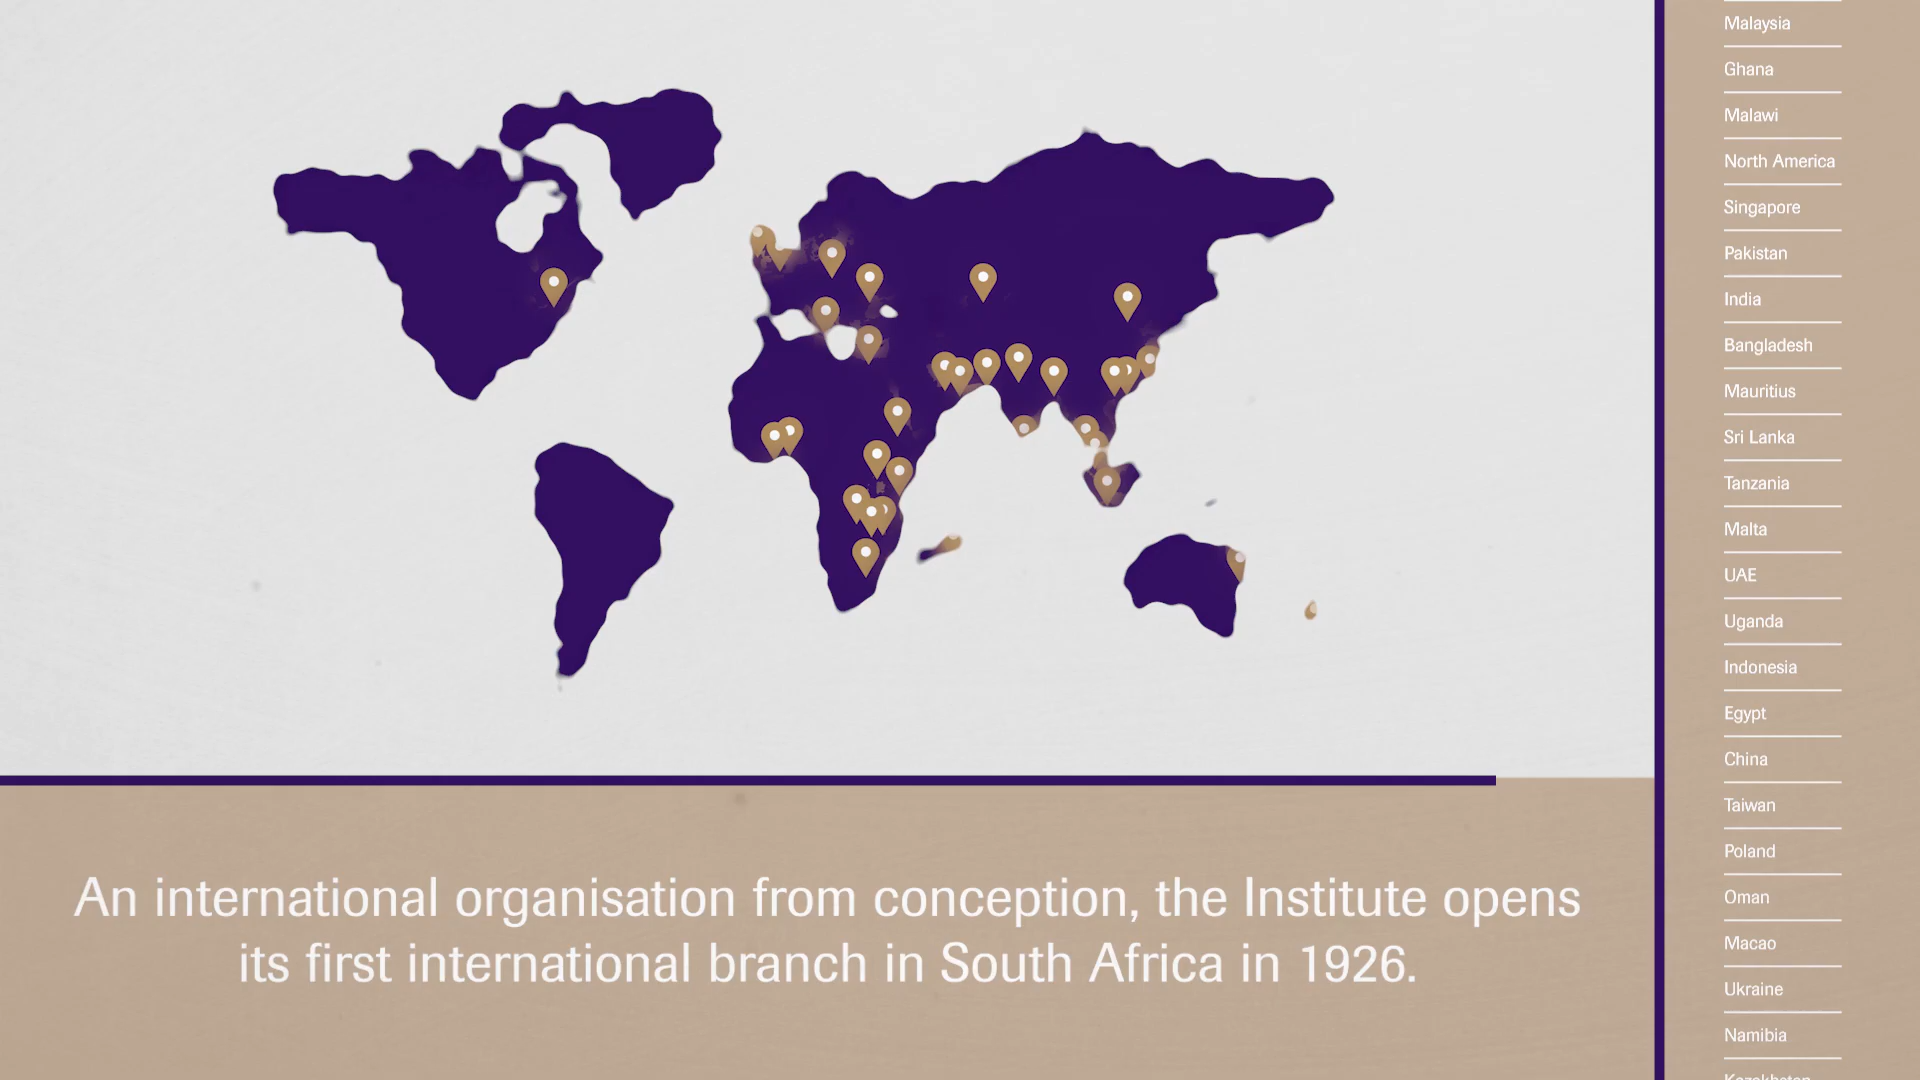 An international organisation from conception, the Institute opens
its first international branch in South Africa in 1926.
Malaysia
Ghana
Malawi
North America
Singapore
Pakistan
India
Bangladesh
Mauritius
Sri Lanka
Tanzania
Malta
UAE
Uganda
Indonesia
Egypt
China
Taiwan
Poland
Oman
Macao
Ukraine
Namibia